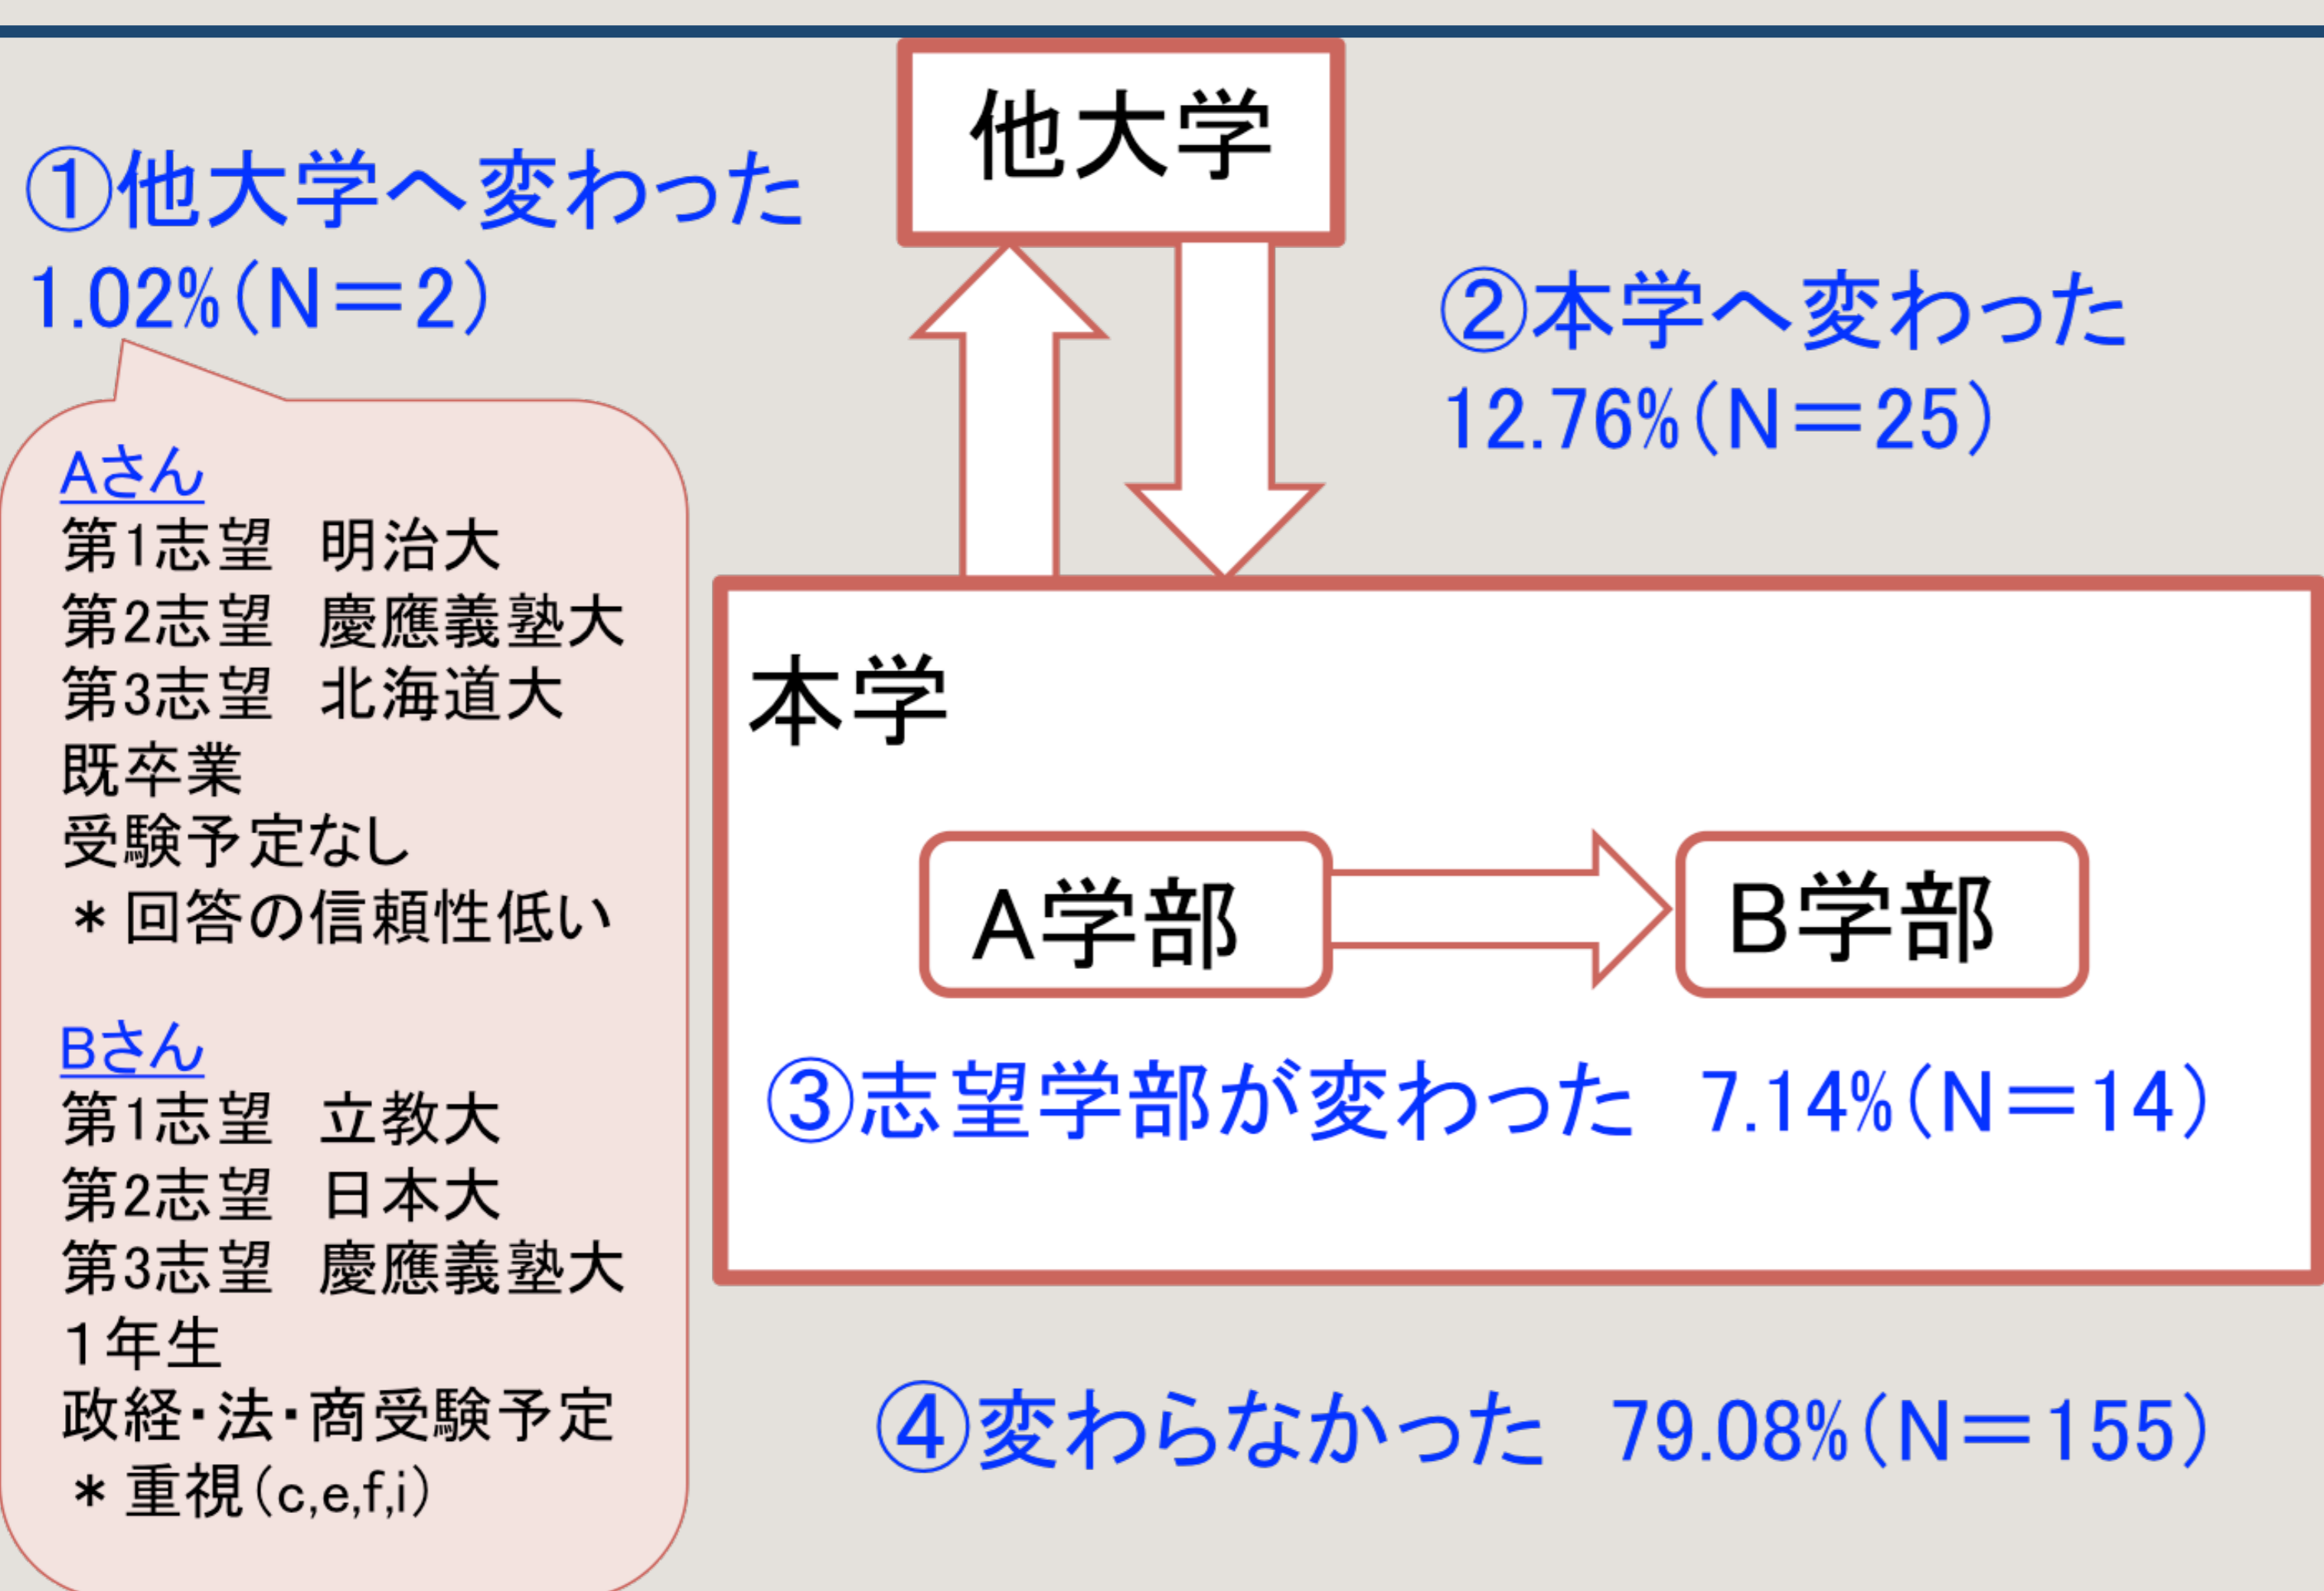 他大学
①他大学へ変わった
1.02%(N＝2)
②本学へ変わった
12.76%(N＝25)
Aさん
第1志望　明治大
第2志望　慶應義塾大
第3志望　北海道大
既卒業
受験予定なし
＊回答の信頼性低い
Bさん
第1志望　立教大
第2志望　日本大
第3志望　慶應義塾大
1年生
政経・法・商受験予定
＊重視(c,e,f,i)
本学
A学部
B学部
③志望学部が変わった　7.14%(N＝14)
④変わらなかった　79.08%(N＝155)